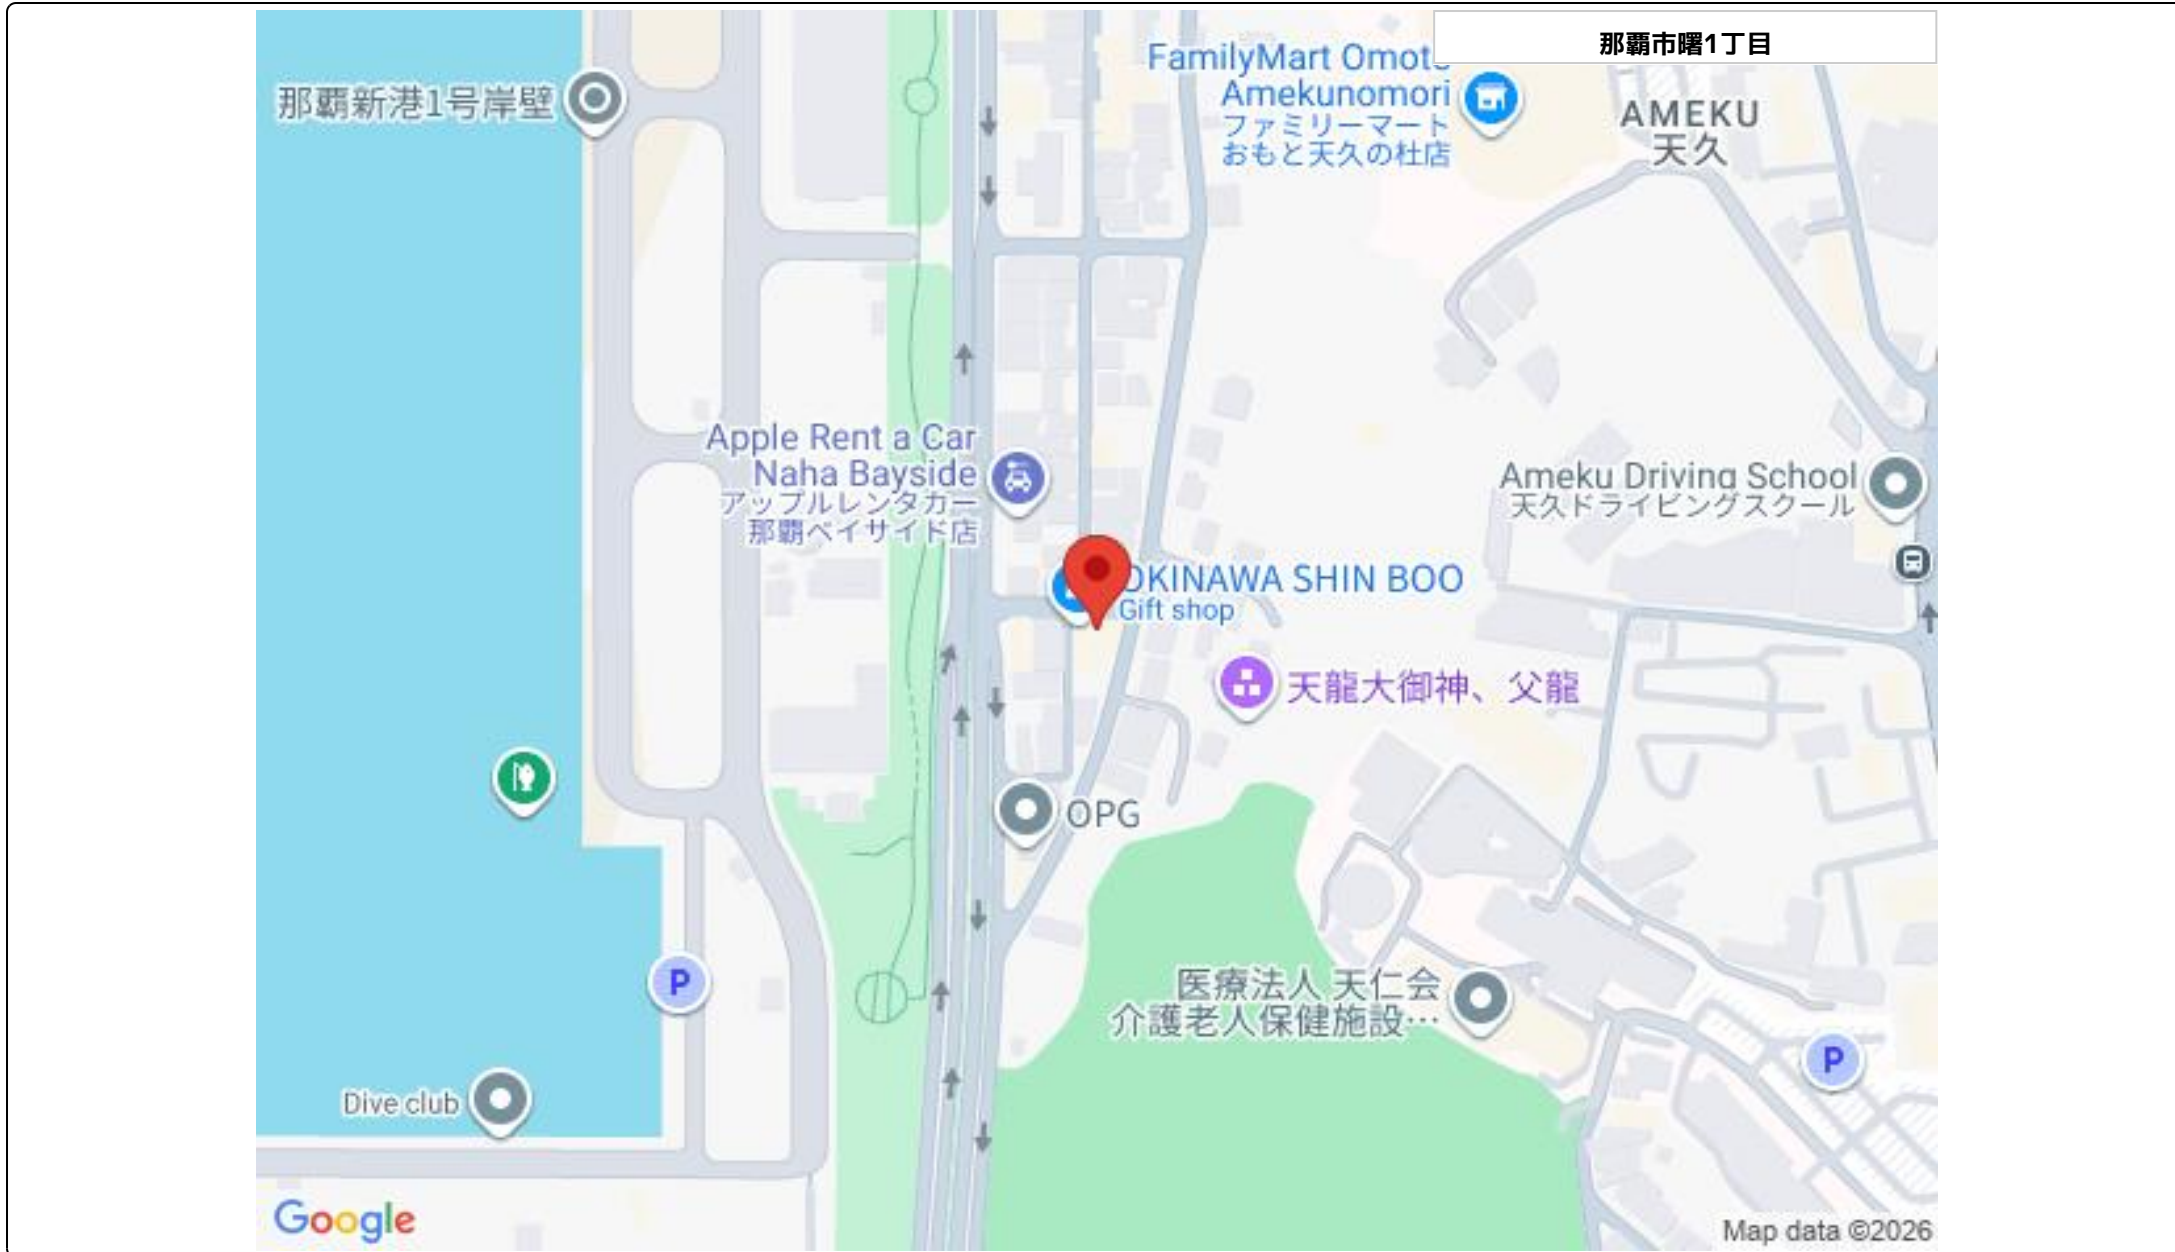 那覇市曙1丁目
FamilyMart Omoto
Amekunomori
ファミリーマート
おもと天久の杜店
那覇新港1号岸壁
AMEKU
天久
Apple Rent a Car
Naha Bayside
アップルレンタカー
那覇ベイサイド店
Ameku Driving School
天久ドライビングスクール
OKINAWA SHIN BOO
Gift shop
天龍大御神、父龍
OPG
医療法人 天仁会
介護老人保健施設…
P
P
Dive club
Google
Map data ©2026